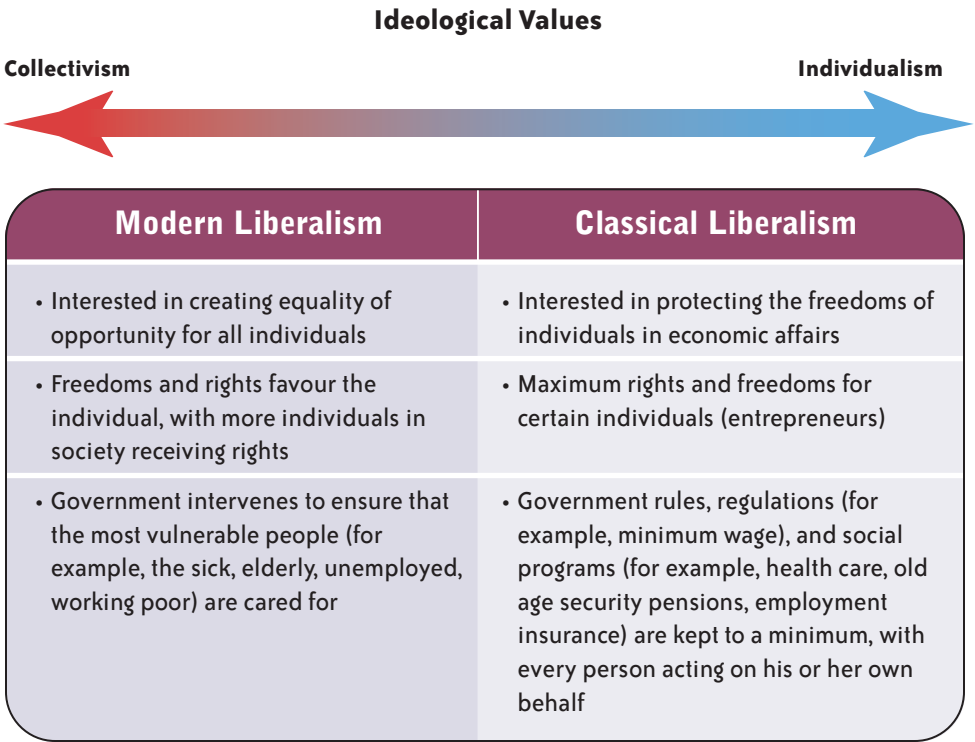 Ideological Values
Collectivism
Individualism
Modern Liberalism
Classical Liberalism
• Interested in creating equality of
opportunity for all individuals
• Interested in protecting the freedoms of
individuals in economic affairs
• Freedoms and rights favour the
individual, with more individuals in
society receiving rights
• Maximum rights and freedoms for
certain individuals (entrepreneurs)
• Government intervenes to ensure that
the most vulnerable people (for
example, the sick, elderly, unemployed,
working poor) are cared for
• Government rules, regulations (for
example, minimum wage), and social
programs (for example, health care, old
age security pensions, employment
insurance) are kept to a minimum, with
every person acting on his or her own
behalf